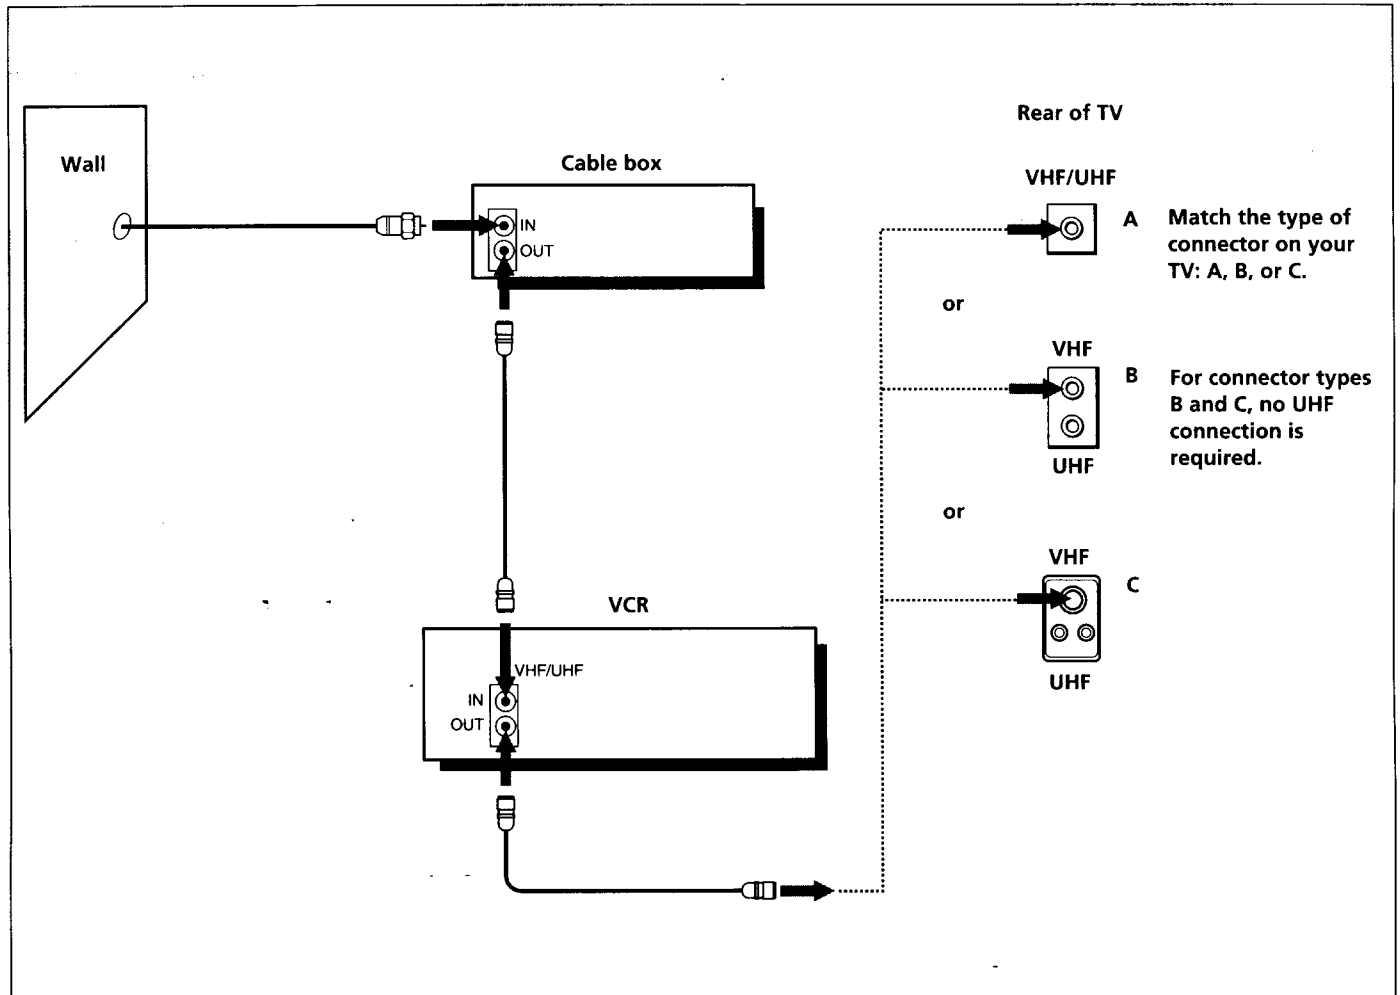 Rear of TV
Wall
Cable box
VHF/UHF
IN
OUT
A
Match the type of
connector on your
TV: A, B, or C.
or
VHF
B
For connector types
B and C, no UHF
connection is
required.
UHF
or
VHF
C
UHF
VCR
VHF/UHF
IN
OUT